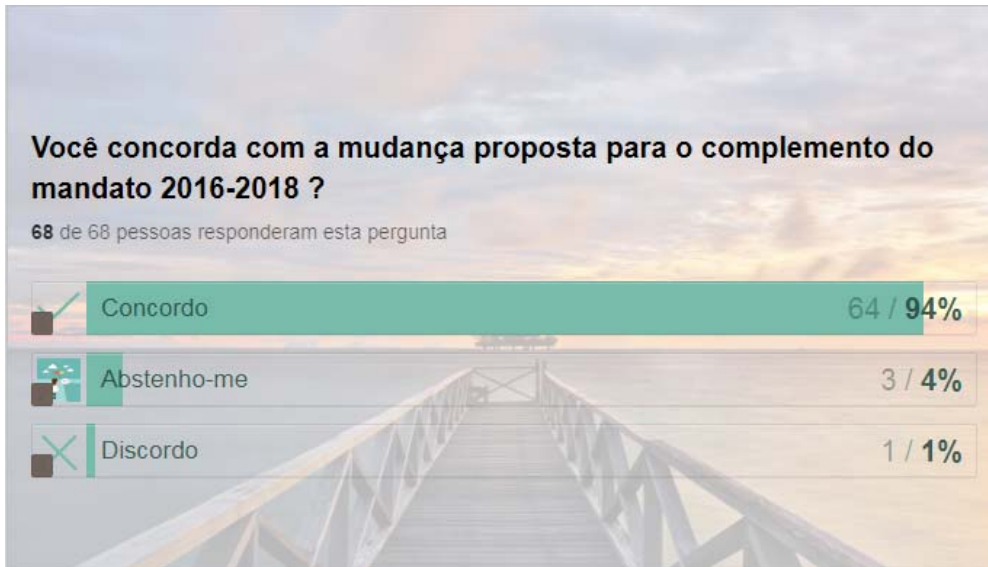 Você concorda com a mudança proposta para o complemento do
mandato 2016-2018 ?
68 de 68 pessoas responderam esta pergunta
Concordo 64 / 94%
Abstenho-me 3 / 4%
Discordo 1 / 1%